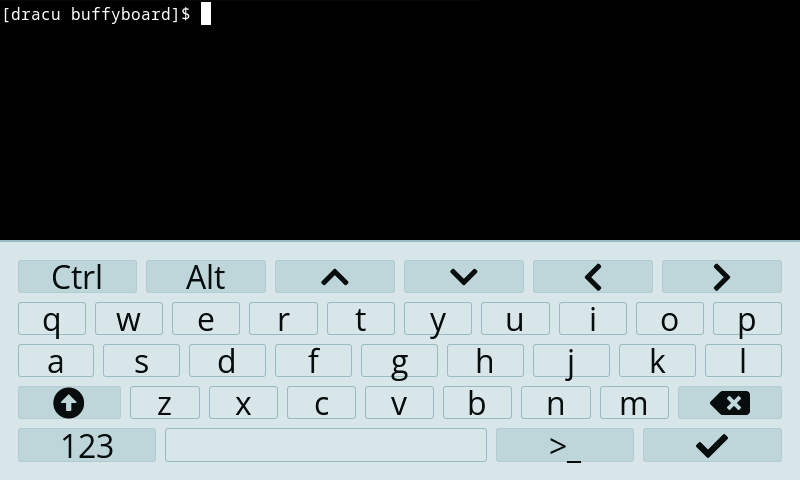 [dracu buffyboard]$
Ctrl Alt
q w e r t y u i o p
a s d f g h j k l
z x c v b n m
123 >_